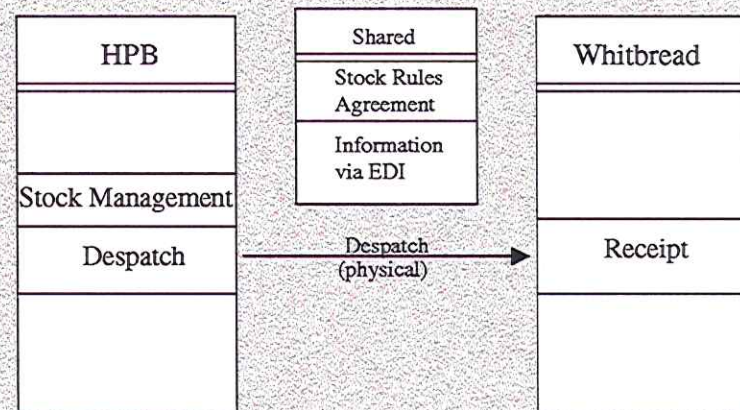 HPB
Stock Management
Despatch
Shared
Stock Rules
Agreement
Information
via EDI
Despatch
(physical)
Whitbread
Receipt